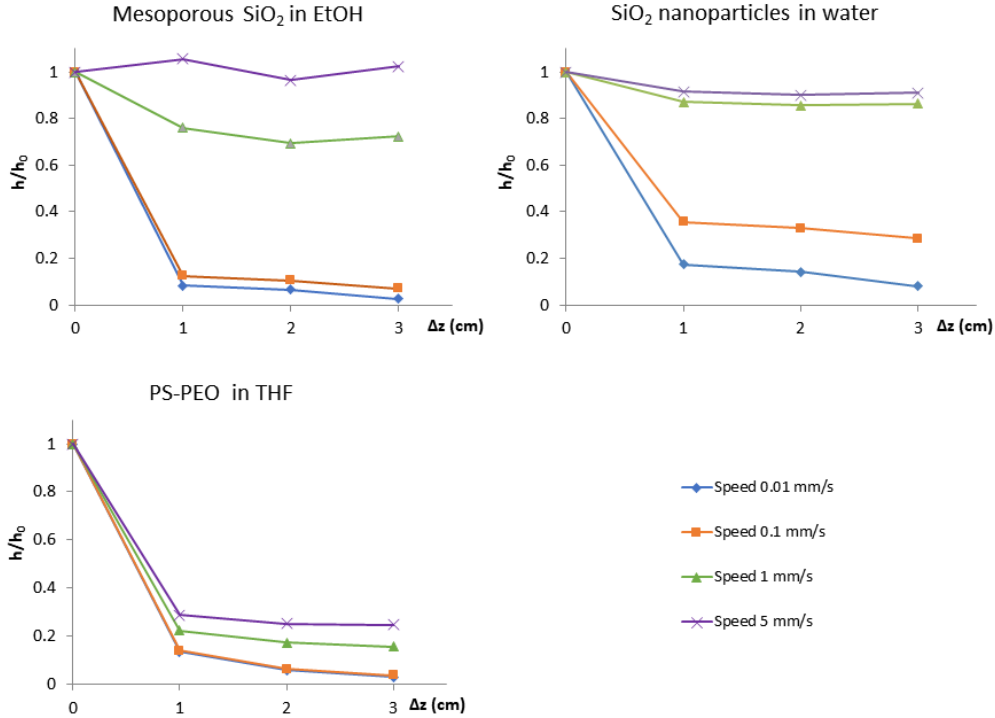 Mesoporous SiO₂ in EtOH
1
0.8
0.6
0.4
0.2
0
h/h₀
0 1 2 3 Δz (cm)
SiO₂ nanoparticles in water
1
0.8
0.6
0.4
0.2
0
h/h₀
0 1 2 3 Δz (cm)
PS-PEO in THF
1
0.8
0.6
0.4
0.2
0
h/h₀
0 1 2 3 Δz (cm)
Speed 0.01 mm/s
Speed 0.1 mm/s
Speed 1 mm/s
Speed 5 mm/s